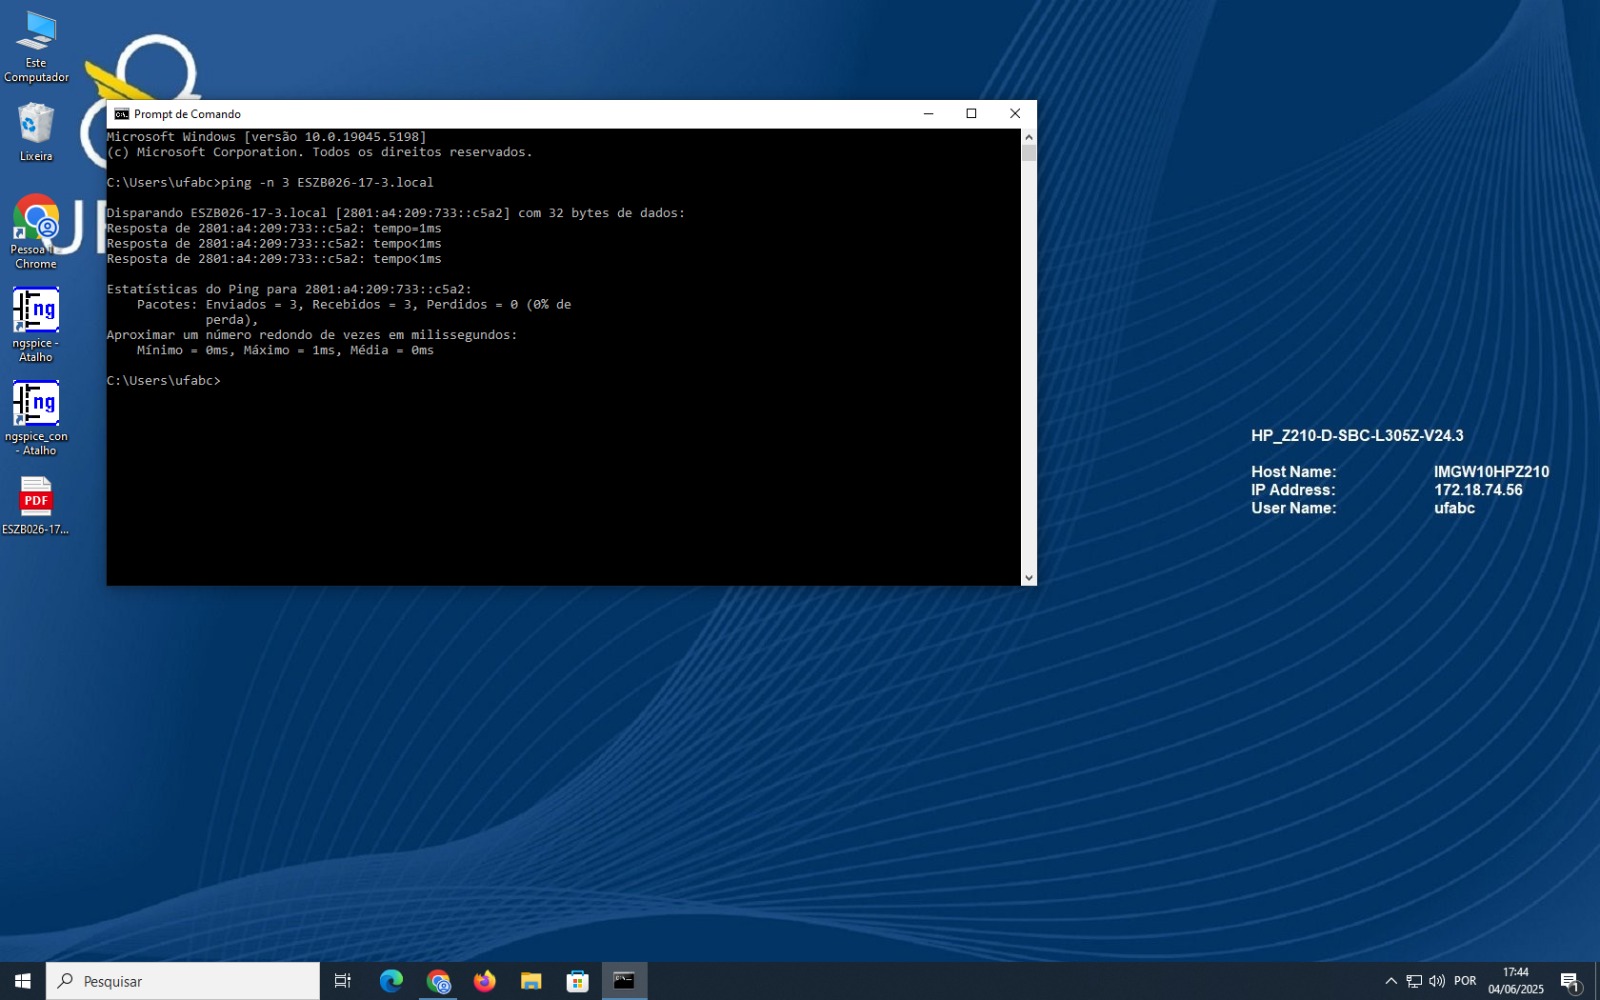 Este
Computador
Lixeira
Pessoa 1 -
Chrome
ngspice -
Atalho
ngspice_con
- Atalho
PDF
ESZB026-17...
Prompt de Comando
Microsoft Windows [versão 10.0.19045.5198]
(c) Microsoft Corporation. Todos os direitos reservados.
C:\Users\ufabc>ping -n 3 ESZB026-17-3.local
Disparando ESZB026-17-3.local [2801:a4:209:733::c5a2] com 32 bytes de dados:
Resposta de 2801:a4:209:733::c5a2: tempo=1ms
Resposta de 2801:a4:209:733::c5a2: tempo<1ms
Resposta de 2801:a4:209:733::c5a2: tempo<1ms
Estatísticas do Ping para 2801:a4:209:733::c5a2:
Pacotes: Enviados = 3, Recebidos = 3, Perdidos = 0 (0% de
perda),
Aproximar um número redondo de vezes em milissegundos:
Mínimo = 0ms, Máximo = 1ms, Média = 0ms
C:\Users\ufabc>
HP_Z210-D-SBC-L305Z-V24.3
Host Name: IMGW10HPZ210
IP Address: 172.18.74.56
User Name: ufabc
ng
ng
Pesquisar
POR
17:44
04/06/2025
1